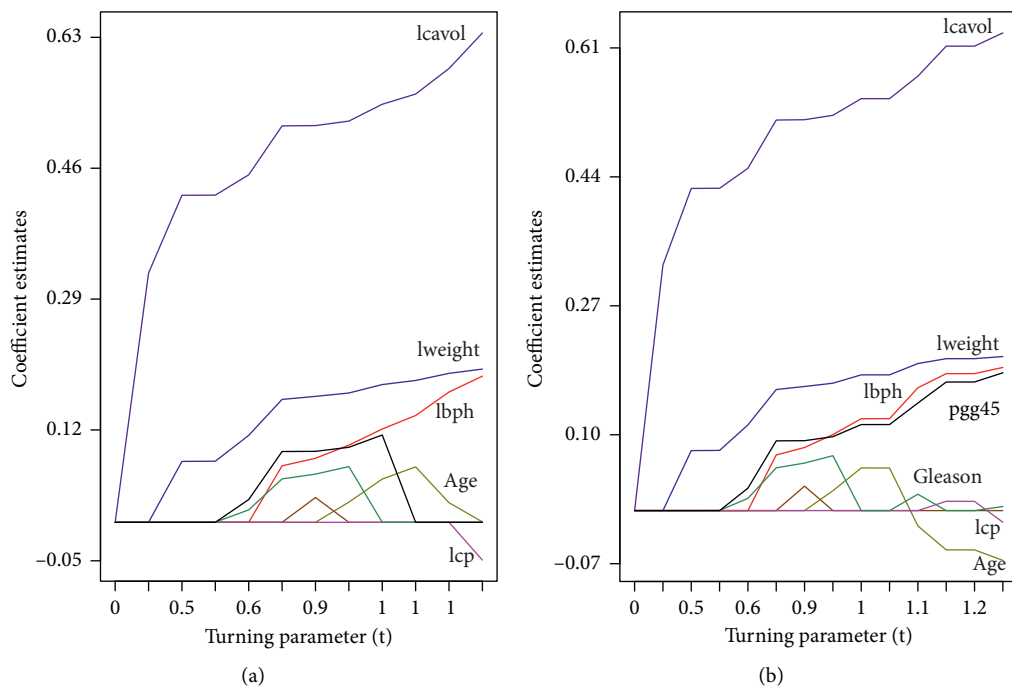 0.63
0.46
0.29
0.12
−0.05
Coefficient estimates
lcavol
lweight
lbph
Age
lcp
0 0.5 0.6 0.9 1 1 1
Turning parameter (t)
(a)
0.61
0.44
0.27
0.10
−0.07
Coefficient estimates
lcavol
lweight
lbph
pgg45
Gleason
lcp
Age
0 0.5 0.6 0.9 1 1.1 1.2
Turning parameter (t)
(b)